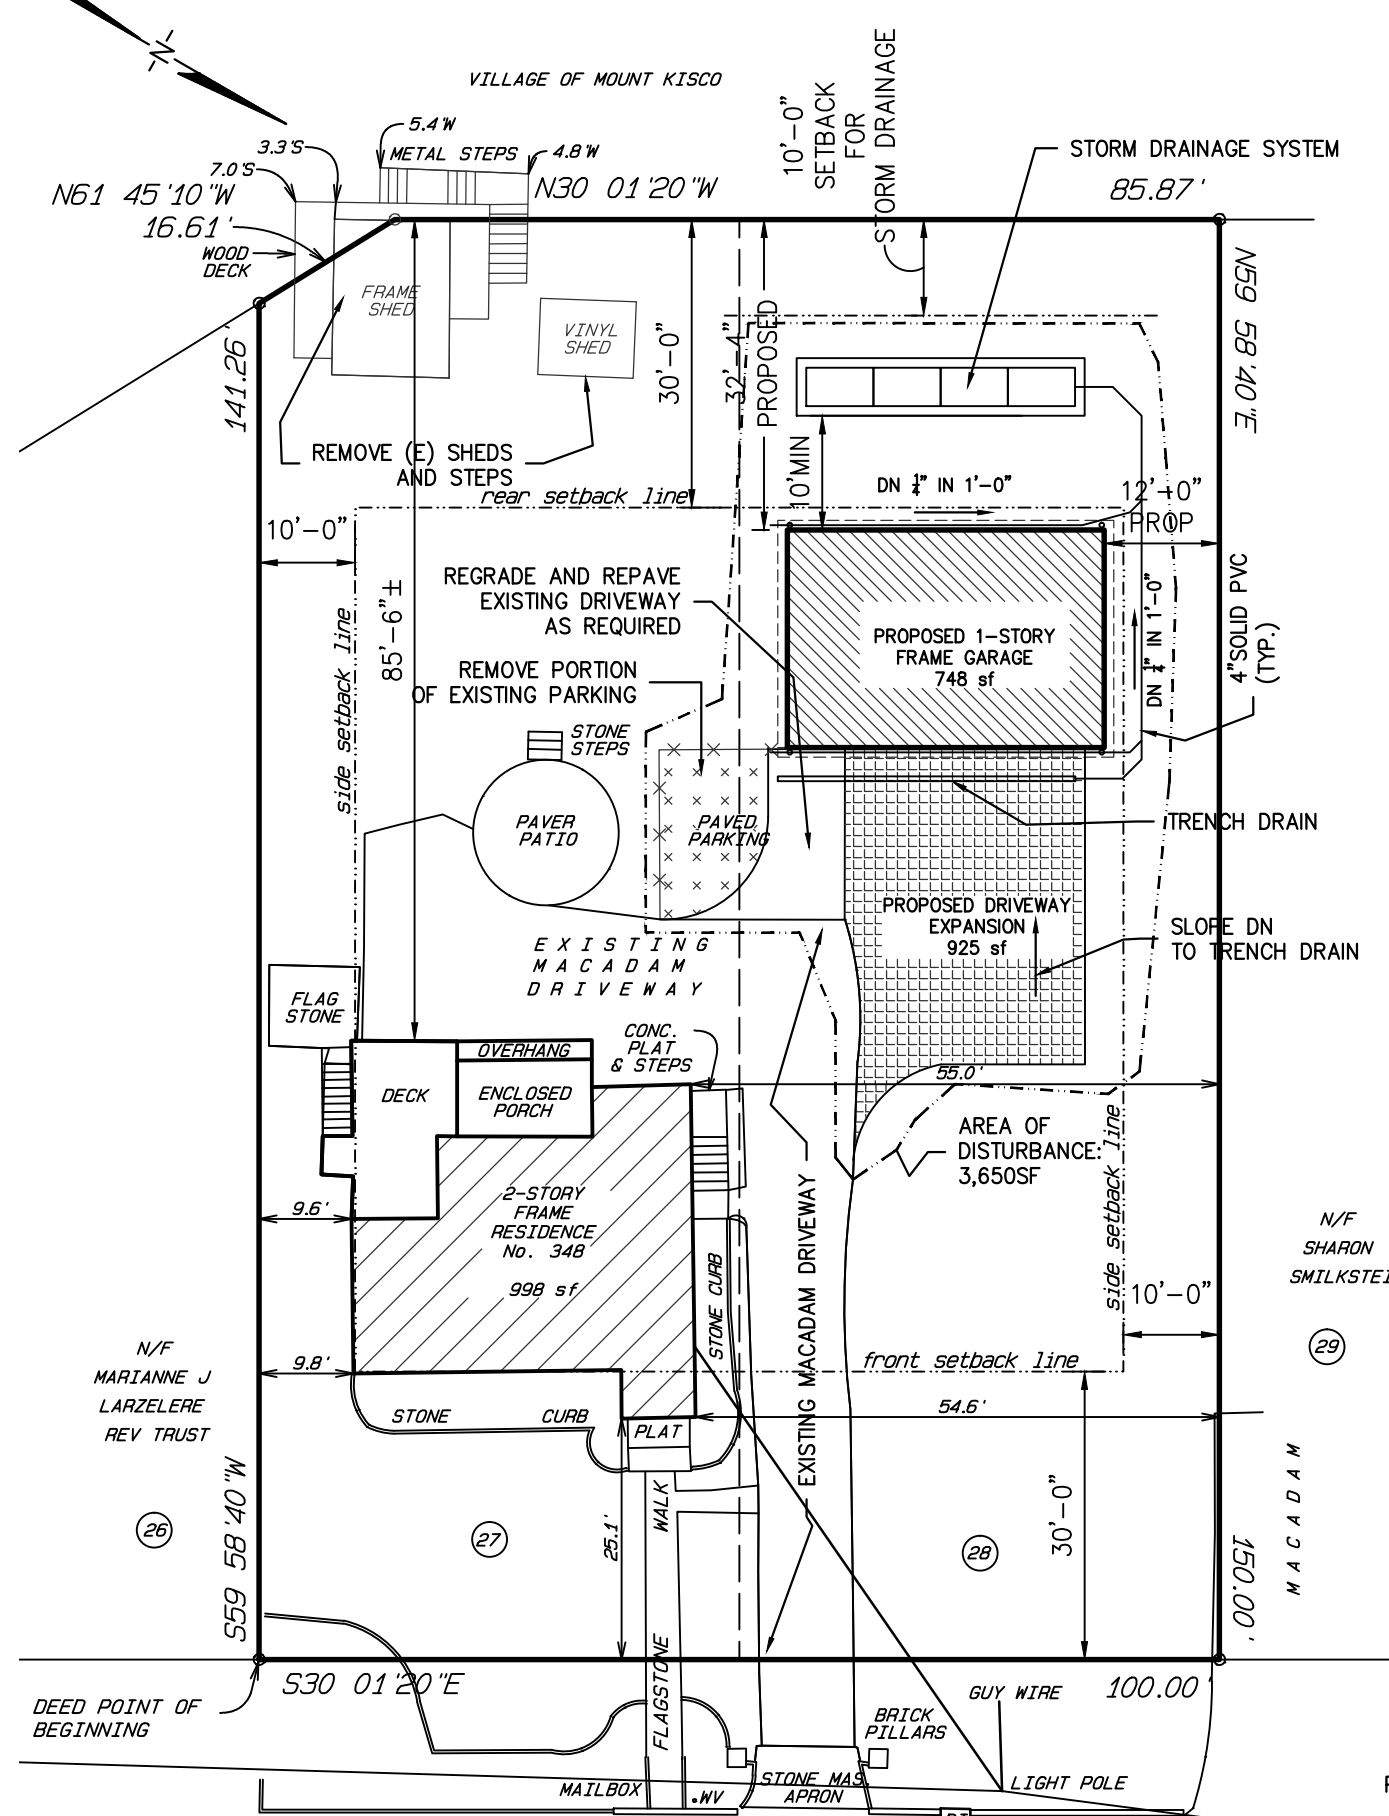 -N-
VILLAGE OF MOUNT KISCO
10'-0"
SETBACK
FOR
STORM DRAINAGE
5.4'W
3.3'S
METAL STEPS
4.8'W
7.0'S
STORM DRAINAGE SYSTEM
N61 45'10"W
16.61'
N30 01'20"W
85.87'
WOOD
DECK
FRAME
SHED
VINYL
SHED
N59 58'40"E
141.26'
30'-0"
32'-4"
PROPOSED
REMOVE (E) SHEDS
AND STEPS
rear setback line
10'MIN
DN ¼" IN 1'-0"
12'-0"
PROP
10'-0"
85'-6"±
side setback line
REGRADE AND REPAVE
EXISTING DRIVEWAY
AS REQUIRED
PROPOSED 1-STORY
FRAME GARAGE
748 sf
DN ¼" IN 1'-0"
4"SOLID PVC
(TYP.)
REMOVE PORTION
OF EXISTING PARKING
STONE
STEPS
PAVER
PATIO
PAVED
PARKING
TRENCH DRAIN
PROPOSED DRIVEWAY
EXPANSION
925 sf
SLOPE DN
TO TRENCH DRAIN
EXISTING
MACADAM
DRIVEWAY
FLAG
STONE
CONC.
PLAT
& STEPS
OVERHANG
DECK
ENCLOSED
PORCH
55.0'
AREA OF
DISTURBANCE:
3,650SF
9.6'
2-STORY
FRAME
RESIDENCE
No. 348
998 sf
STONE CURB
EXISTING MACADAM DRIVEWAY
side setback line
10'-0"
N/F
SHARON
SMILKSTEI
29
N/F
MARIANNE J
LARZELERE
REV TRUST
9.8'
front setback line
STONE CURB
PLAT
54.6'
26
S59 58'40"W
27
25.1'
FLAGSTONE WALK
28
30'-0"
150.00'
MACADAM
S30 01'20"E
100.00'
DEED POINT OF
BEGINNING
GUY WIRE
BRICK
PILLARS
MAILBOX
.WV
STONE MAS.
APRON
LIGHT POLE